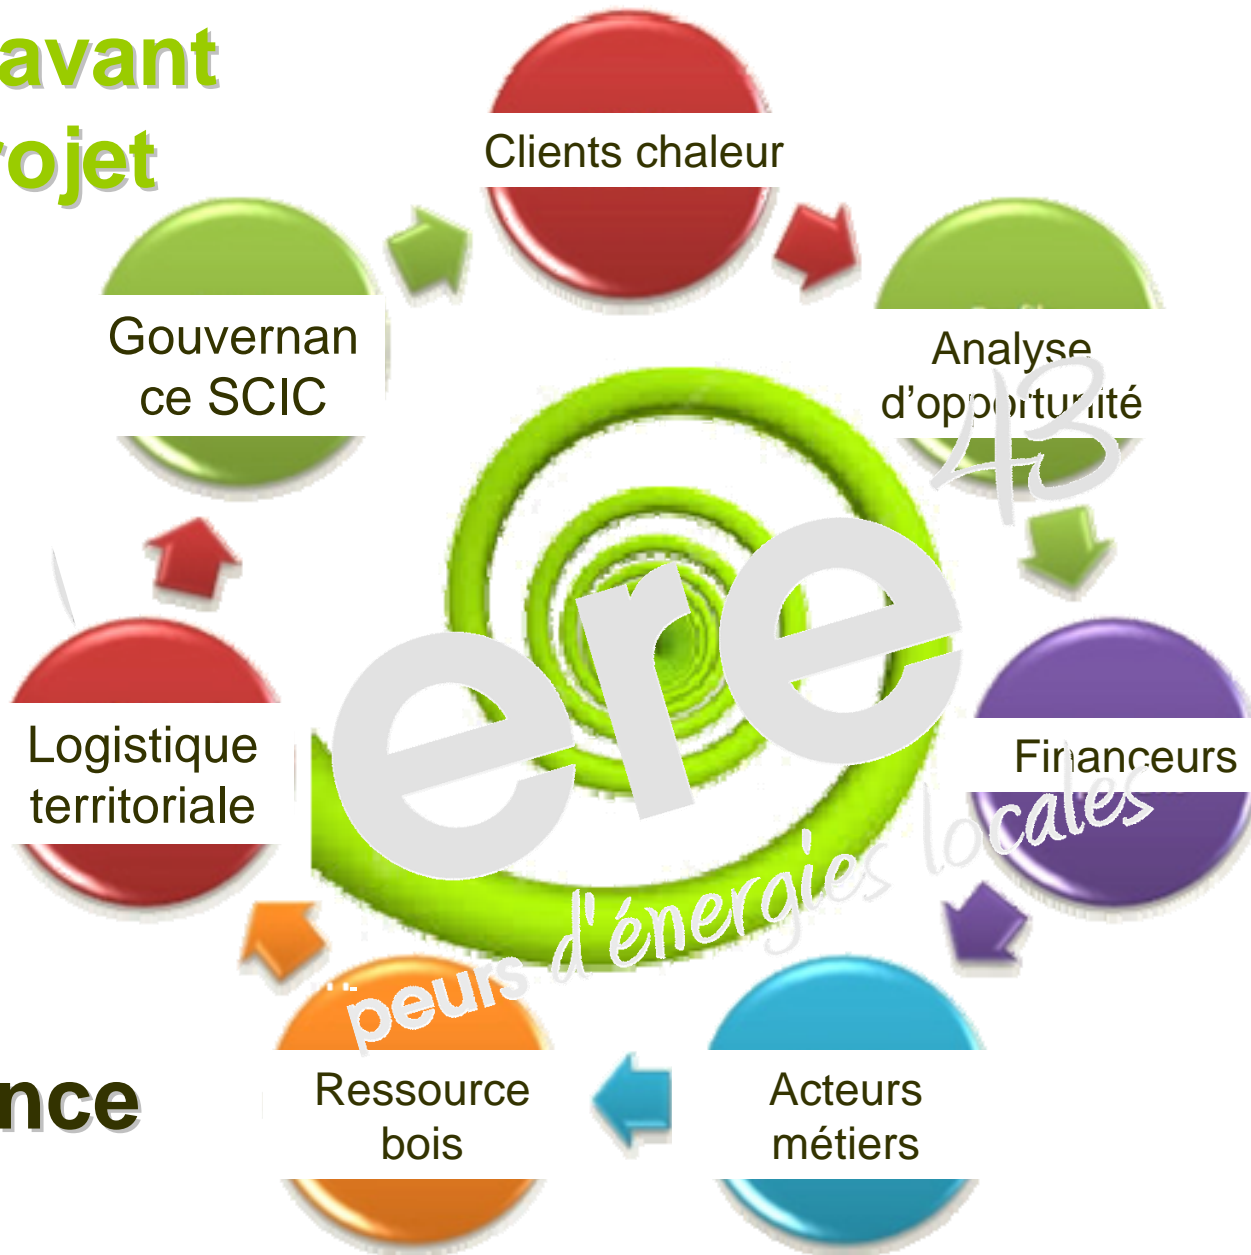 avant
rojet
Clients chaleur
Gouvernan
ce SCIC
Analyse
d'opportunité
43
ere
Logistique
territoriale
Financeurs
peurs d'énergies locales
Ressource
bois
Acteurs
métiers
nce